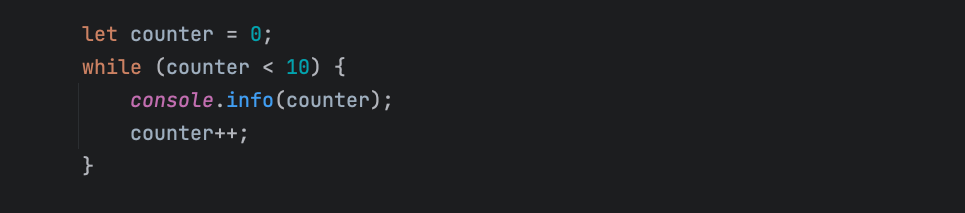 let counter = 0;
while (counter < 10) {
    console.info(counter);
    counter++;
}